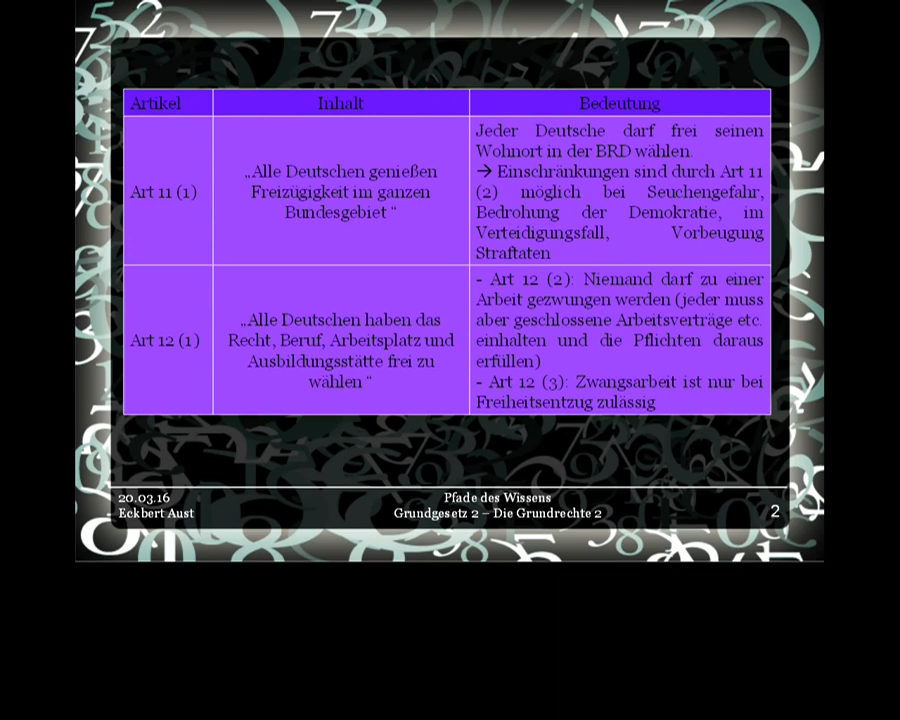 Artikel
Inhalt
Bedeutung
Art 11 (1)
„Alle Deutschen genießen
Freizügigkeit im ganzen
Bundesgebiet “
Jeder Deutsche darf frei seinen
Wohnort in der BRD wählen.
→ Einschränkungen sind durch Art 11
(2) möglich bei Seuchengefahr,
Bedrohung der Demokratie, im
Verteidigungsfall, Vorbeugung
Straftaten
Art 12 (1)
„Alle Deutschen haben das
Recht, Beruf, Arbeitsplatz und
Ausbildungsstätte frei zu
wählen “
- Art 12 (2): Niemand darf zu einer
Arbeit gezwungen werden (jeder muss
aber geschlossene Arbeitsverträge etc.
einhalten und die Pflichten daraus
erfüllen)
- Art 12 (3): Zwangsarbeit ist nur bei
Freiheitsentzug zulässig
20.03.16
Eckbert Aust
Pfade des Wissens
Grundgesetz 2 – Die Grundrechte 2
2